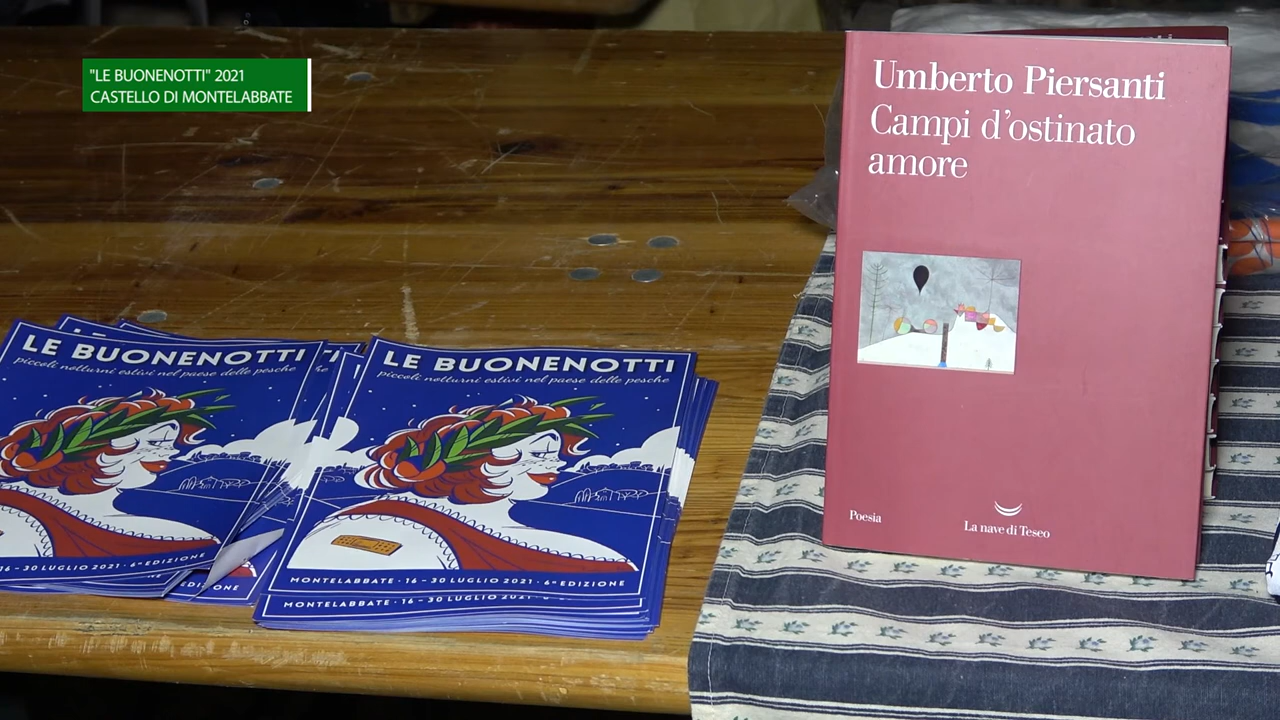 "LE BUONENOTTI" 2021
CASTELLO DI MONTELABBATE
Umberto Piersanti
Campi d'ostinato
amore
Poesia
La nave di Teseo
LE BUONENOTTI
piccoli notturni estivi nel paese delle pesche
16 – 30 LUGLIO 2021 · 6ª EDIZIONE
LE BUONENOTTI
piccoli notturni estivi nel paese delle pesche
MONTELABBATE · 16 – 30 LUGLIO 2021 · 6ª EDIZIONE
MONTELABBATE · 16 – 30 LUGLIO 2021